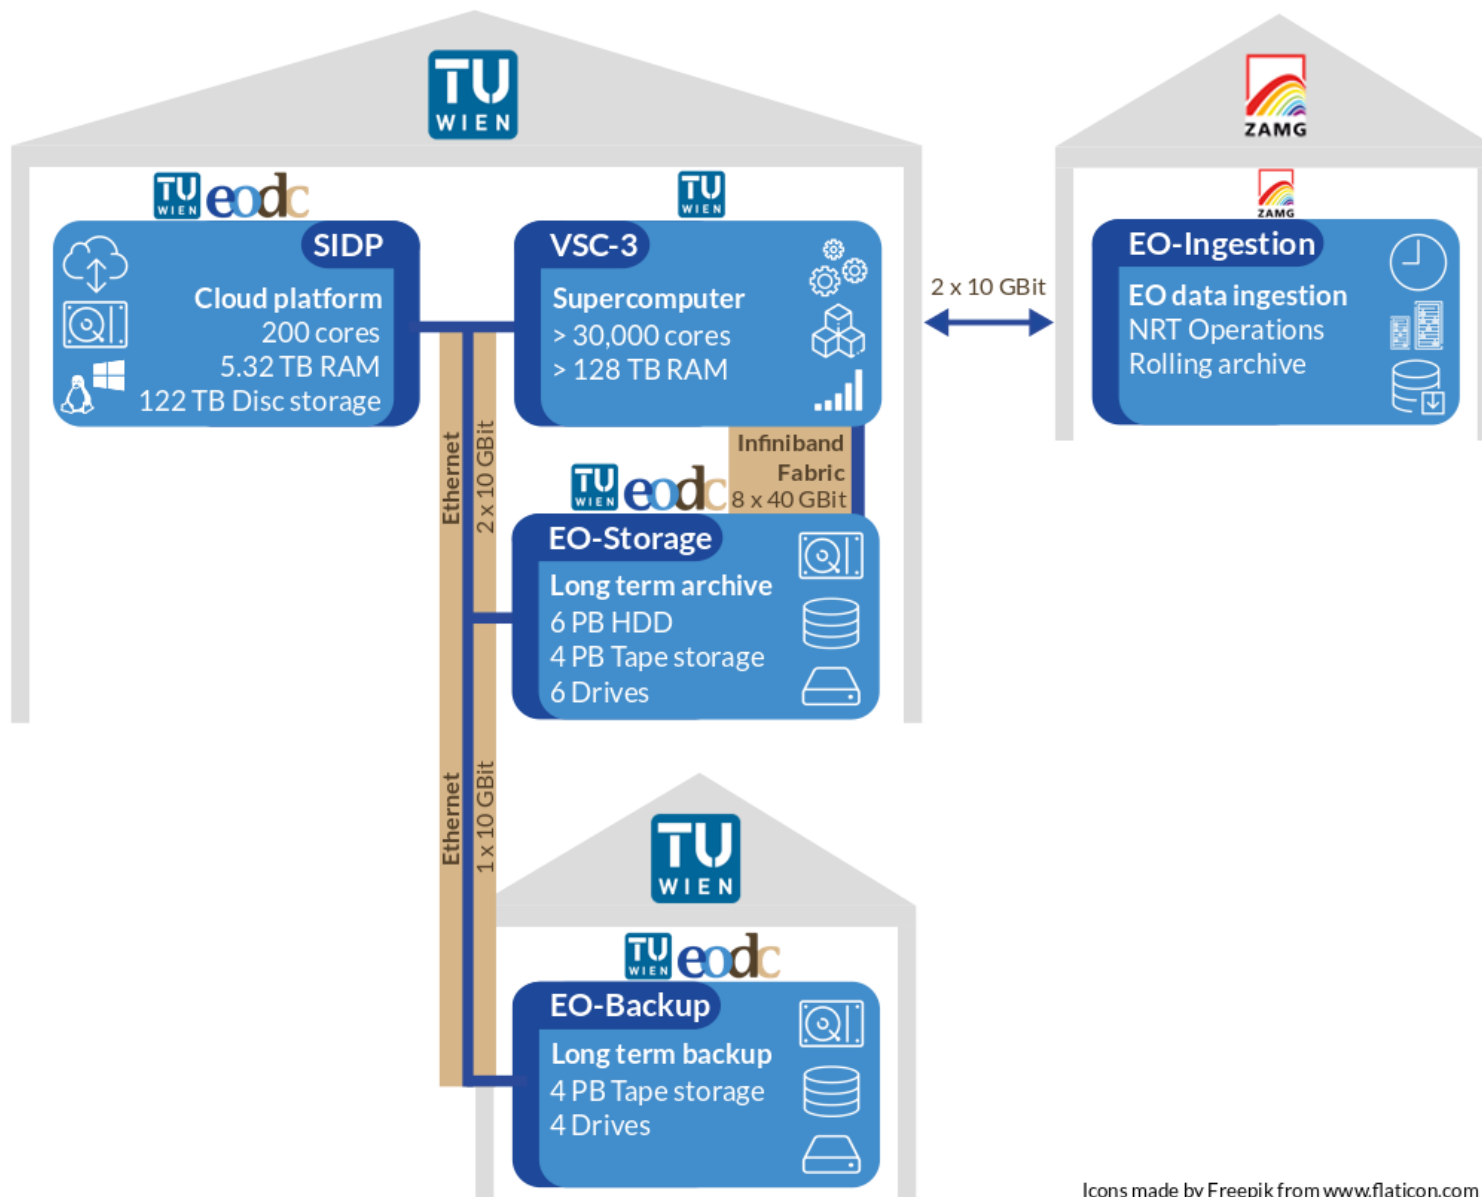 TU
WIEN
ZAMG
TU
WIEN
eodc
TU
WIEN
ZAMG
SIDP
Cloud platform
200 cores
5.32 TB RAM
122 TB Disc storage
VSC-3
Supercomputer
> 30,000 cores
> 128 TB RAM
2 x 10 GBit
EO-Ingestion
EO data ingestion
NRT Operations
Rolling archive
Ethernet
2 x 10 GBit
Infiniband
Fabric
8 x 40 GBit
TU
WIEN
eodc
EO-Storage
Long term archive
6 PB HDD
4 PB Tape storage
6 Drives
Ethernet
1 x 10 GBit
TU
WIEN
TU
WIEN
eodc
EO-Backup
Long term backup
4 PB Tape storage
4 Drives
Icons made by Freepik from www.flaticon.com